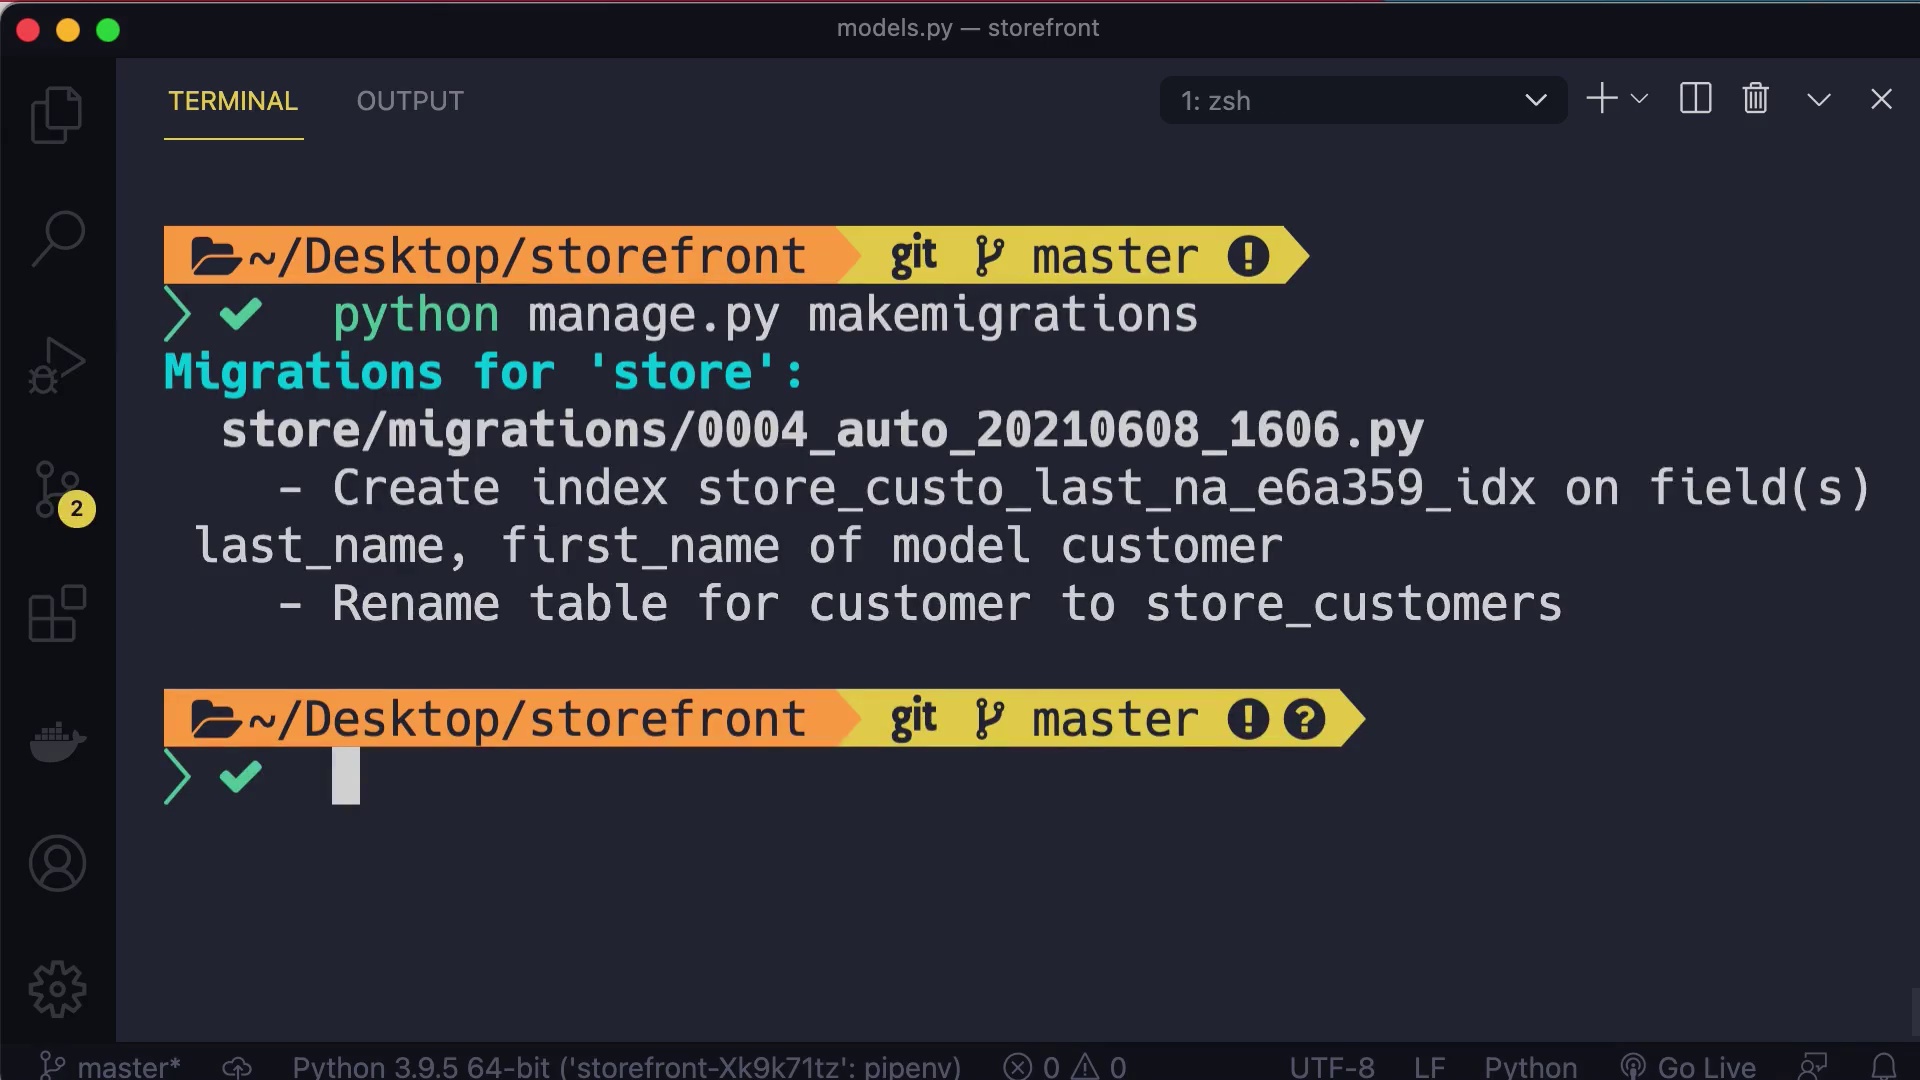 models.py — storefront
TERMINAL OUTPUT 1: zsh
~/Desktop/storefront git master !
python manage.py makemigrations
Migrations for 'store':
store/migrations/0004_auto_20210608_1606.py
- Create index store_custo_last_na_e6a359_idx on field(s)
last_name, first_name of model customer
- Rename table for customer to store_customers
~/Desktop/storefront git master ! ?
2
master* Python 3.9.5 64-bit ('storefront-Xk9k71tz': pipenv) 0 0 UTF-8 LF Python Go Live